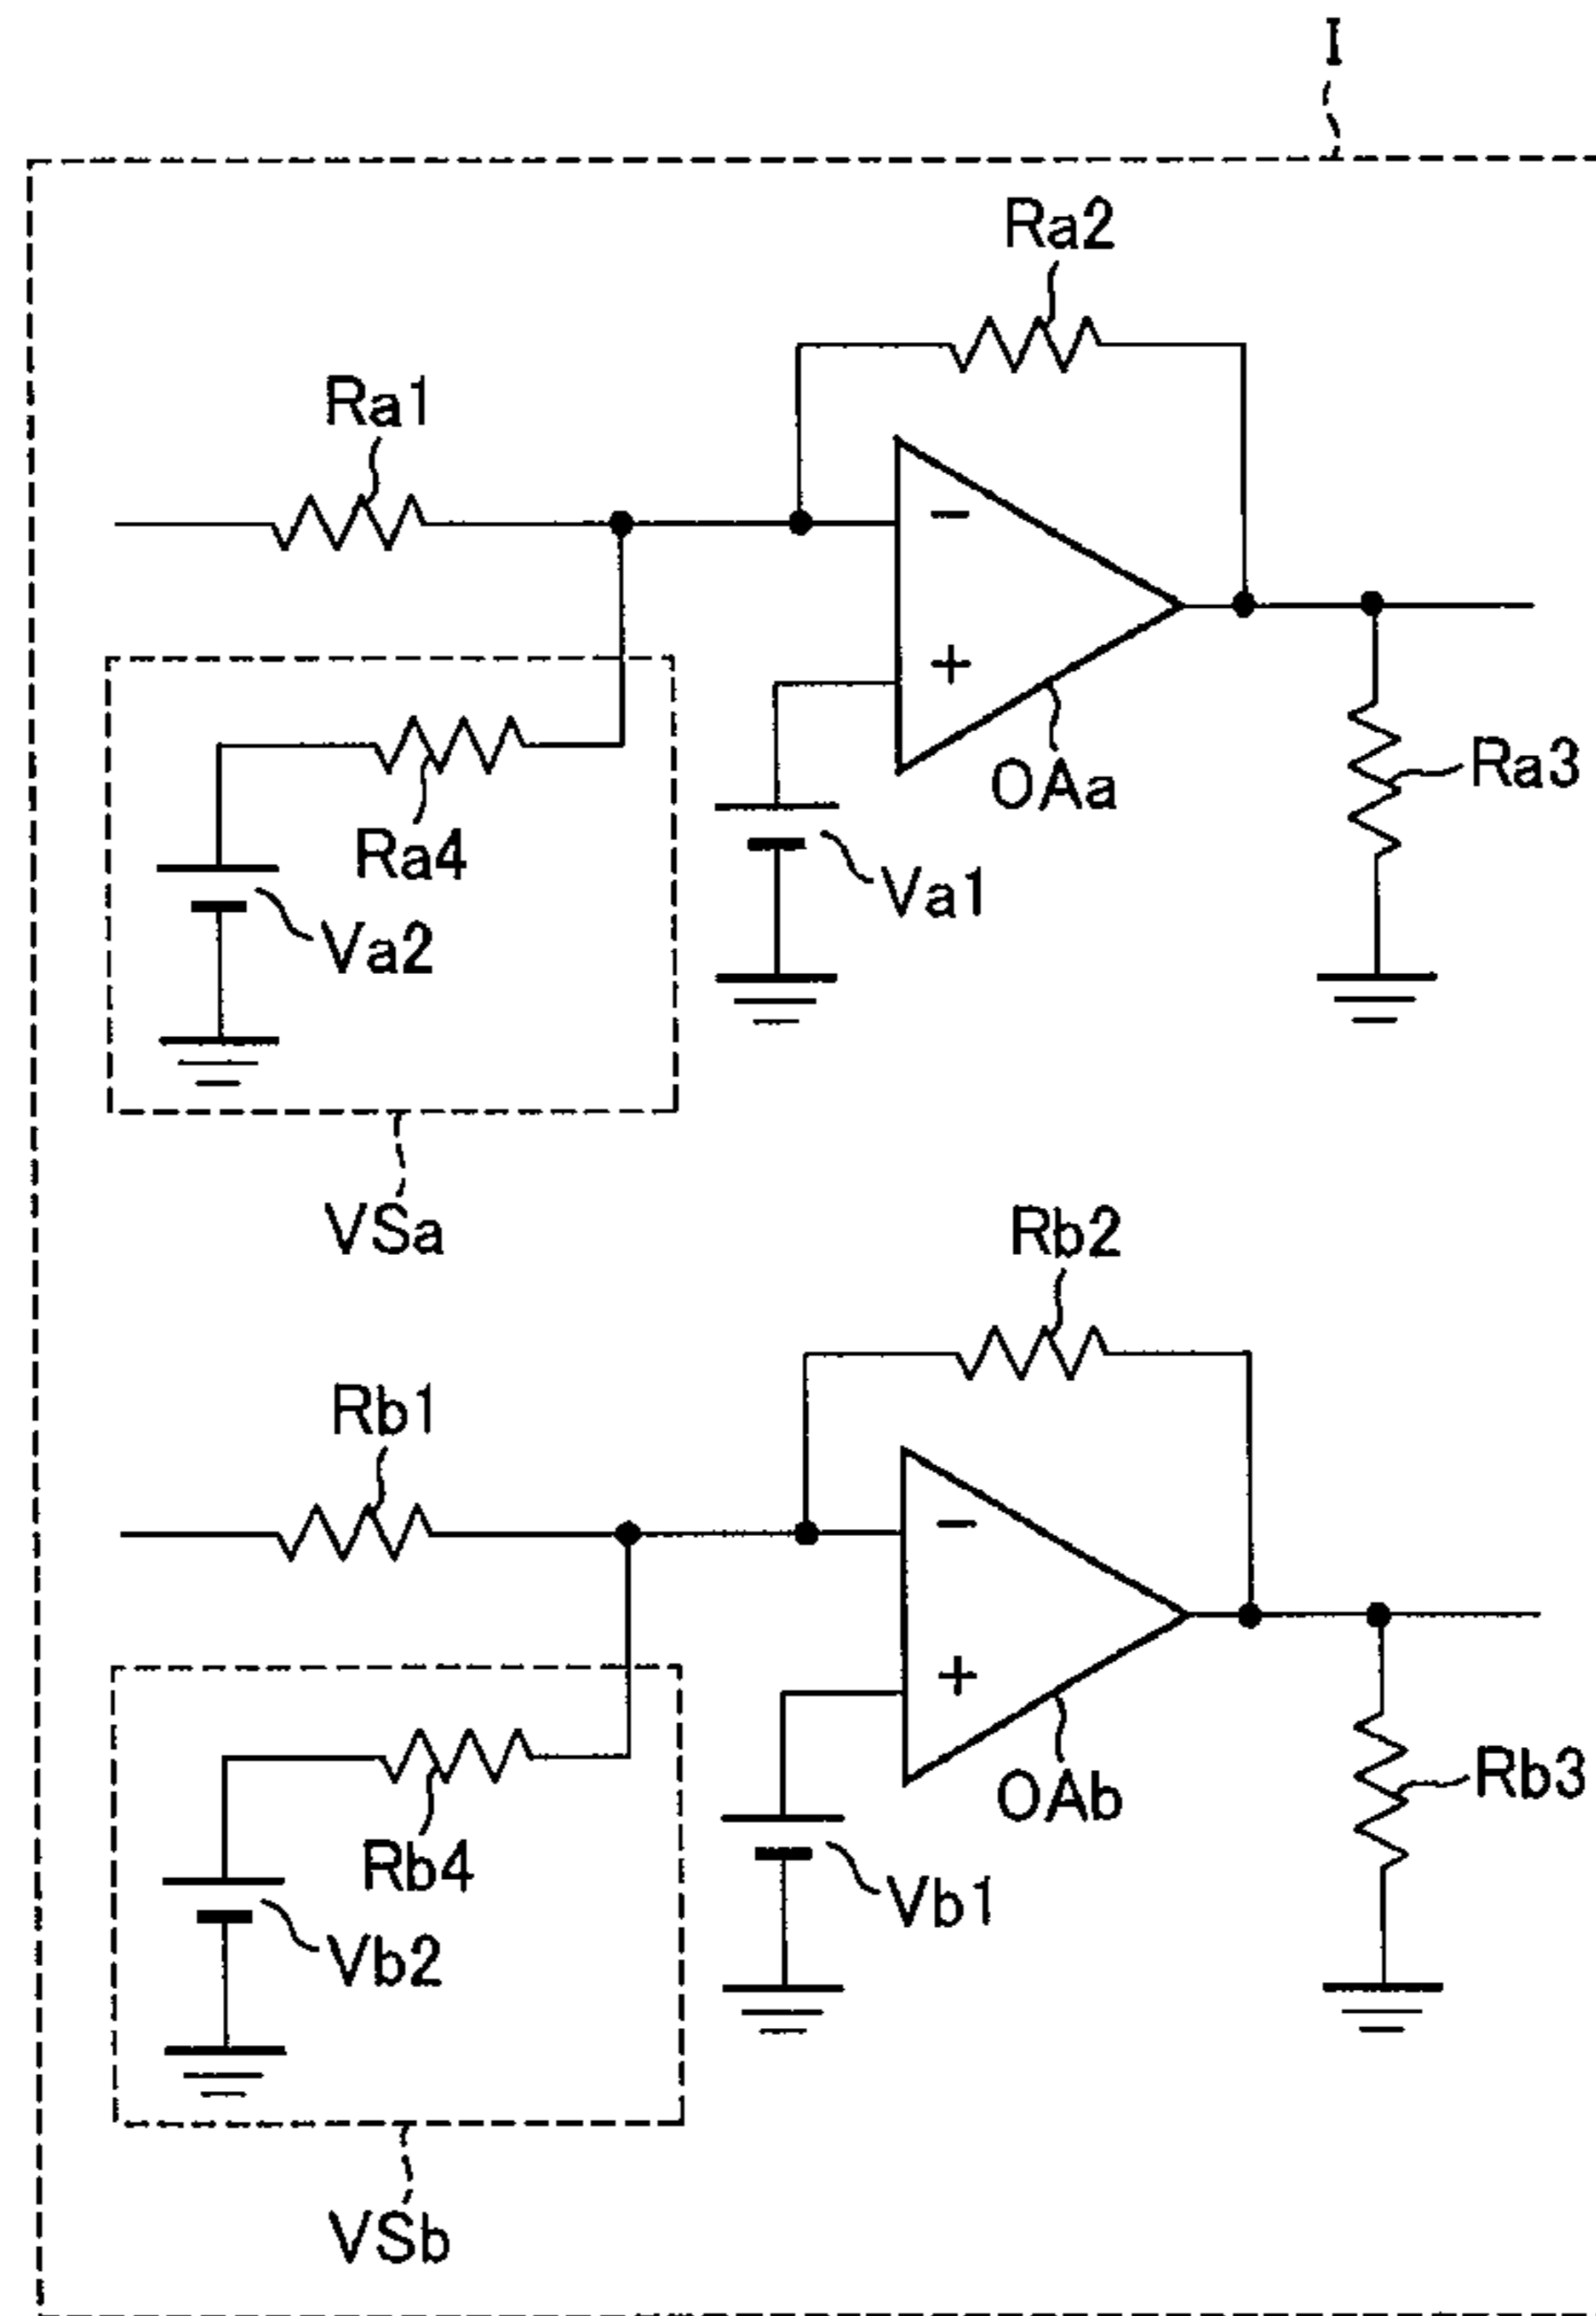 I
Ra2
Ra1
−
+
OAa
Ra3
Ra4
Va1
Va2
VSa
Rb2
Rb1
−
+
OAb
Rb3
Rb4
Vb1
Vb2
VSb